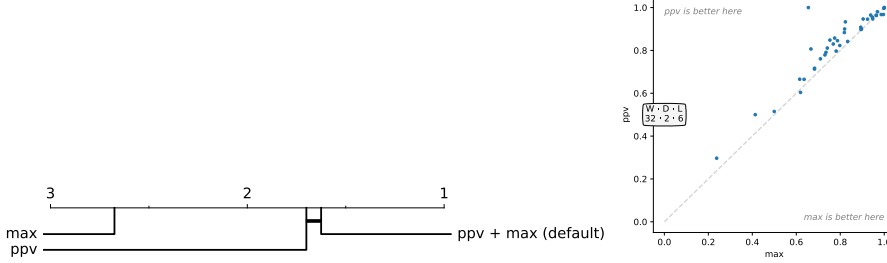 3
2
1
max
ppv
ppv + max (default)
1.0
0.8
0.6
0.4
0.2
0.0
ppv
ppv is better here
W · D · L
32 · 2 · 6
max is better here
0.0
0.2
0.4
0.6
0.8
1.0
max